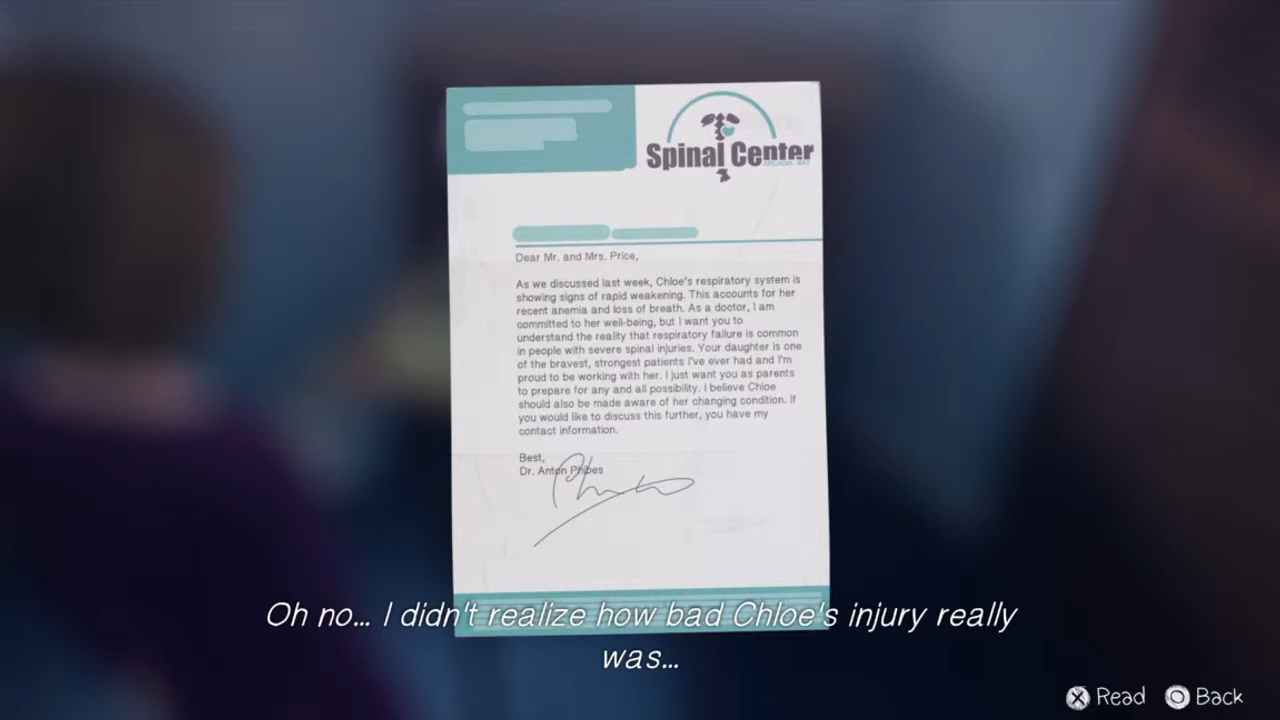 Spinal Center
ARCADIA BAY
Dear Mr. and Mrs. Price,
As we discussed last week, Chloe's respiratory system is
showing signs of rapid weakening. This accounts for her
recent anemia and loss of breath. As a doctor, I am
committed to her well-being, but I want you to
understand the reality that respiratory failure is common
in people with severe spinal injuries. Your daughter is one
of the bravest, strongest patients I've ever had and I'm
proud to be working with her. I just want you as parents
to prepare for any and all possibility. I believe Chloe
should also be made aware of her changing condition. If
you would like to discuss this further, you have my
contact information.
Best,
Dr. Anton Phibes
Oh no... I didn't realize how bad Chloe's injury really
was...
Read Back